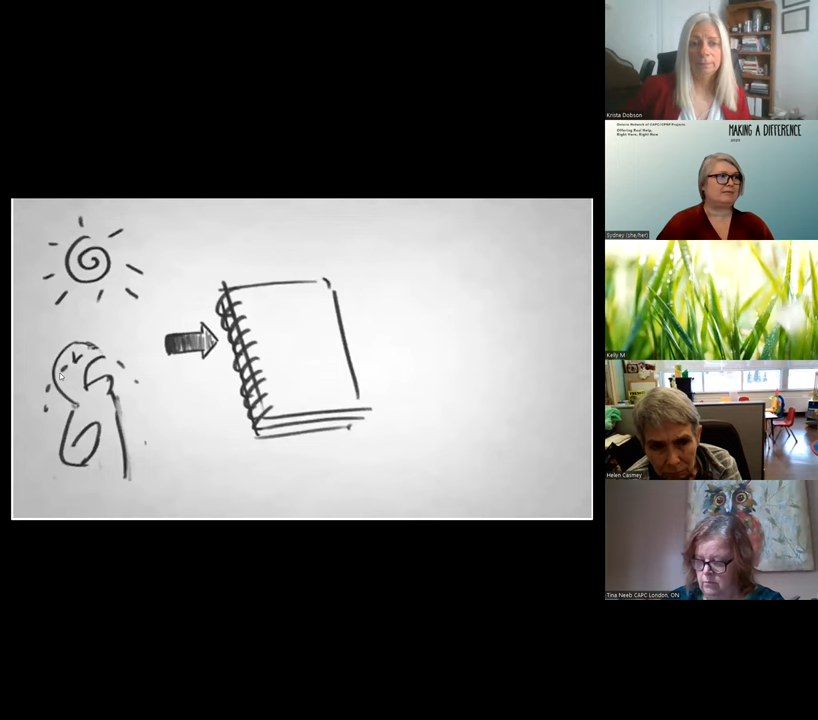 Krista Dobson
Ontario Network of CAPC/CPNP Projects
Offering Real Help,
Right Here, Right Now
MAKING A DIFFERENCE
Sydney (she/her)
Kelly M
Helen Casmey
Tina Neeb CAPC London, ON